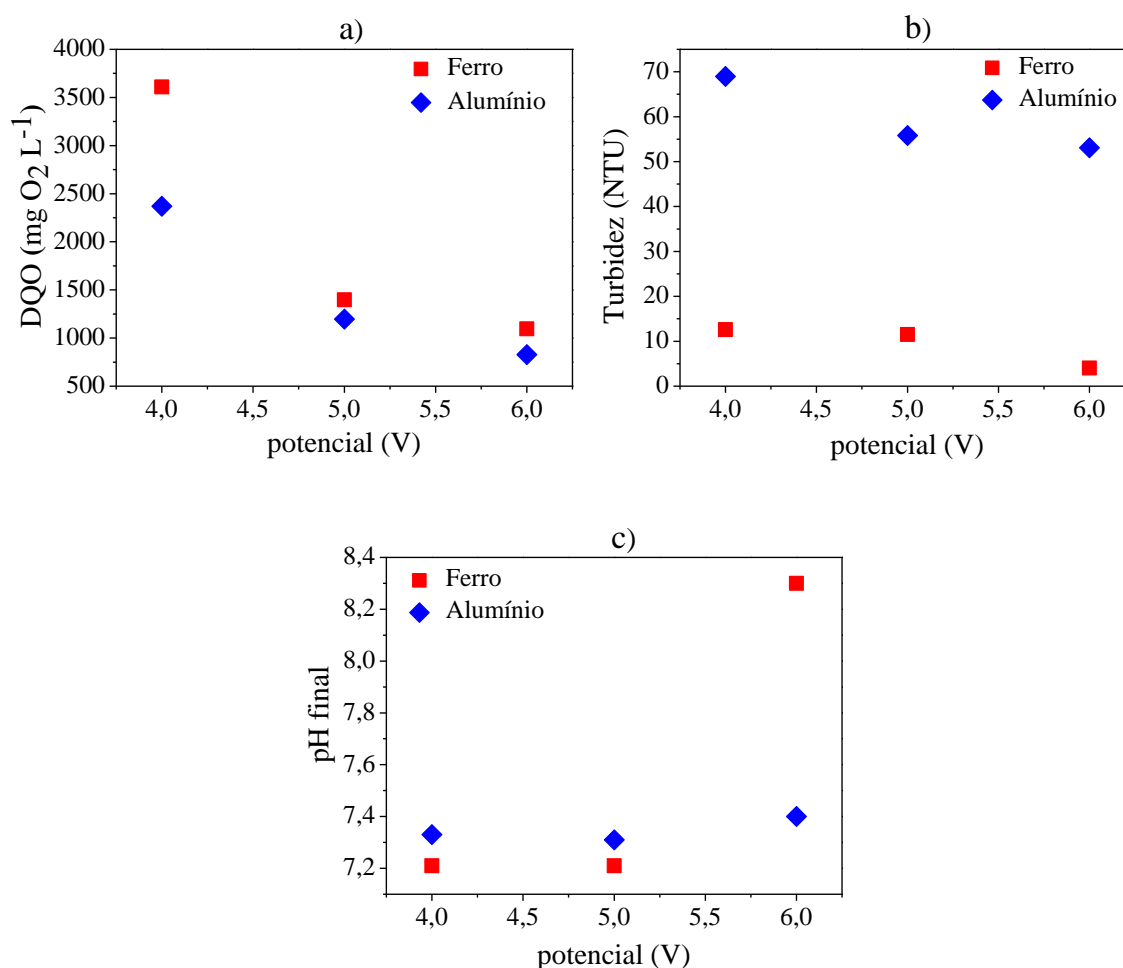 a)
4000
3500
3000
2500
2000
1500
1000
500
DQO (mg O2 L-1)
Ferro
Alumínio
4,0 4,5 5,0 5,5 6,0
potencial (V)
b)
70
60
50
40
30
20
10
0
Turbidez (NTU)
Ferro
Alumínio
4,0 4,5 5,0 5,5 6,0
potencial (V)
c)
8,4
8,2
8,0
7,8
7,6
7,4
7,2
pH final
Ferro
Alumínio
4,0 4,5 5,0 5,5 6,0
potencial (V)